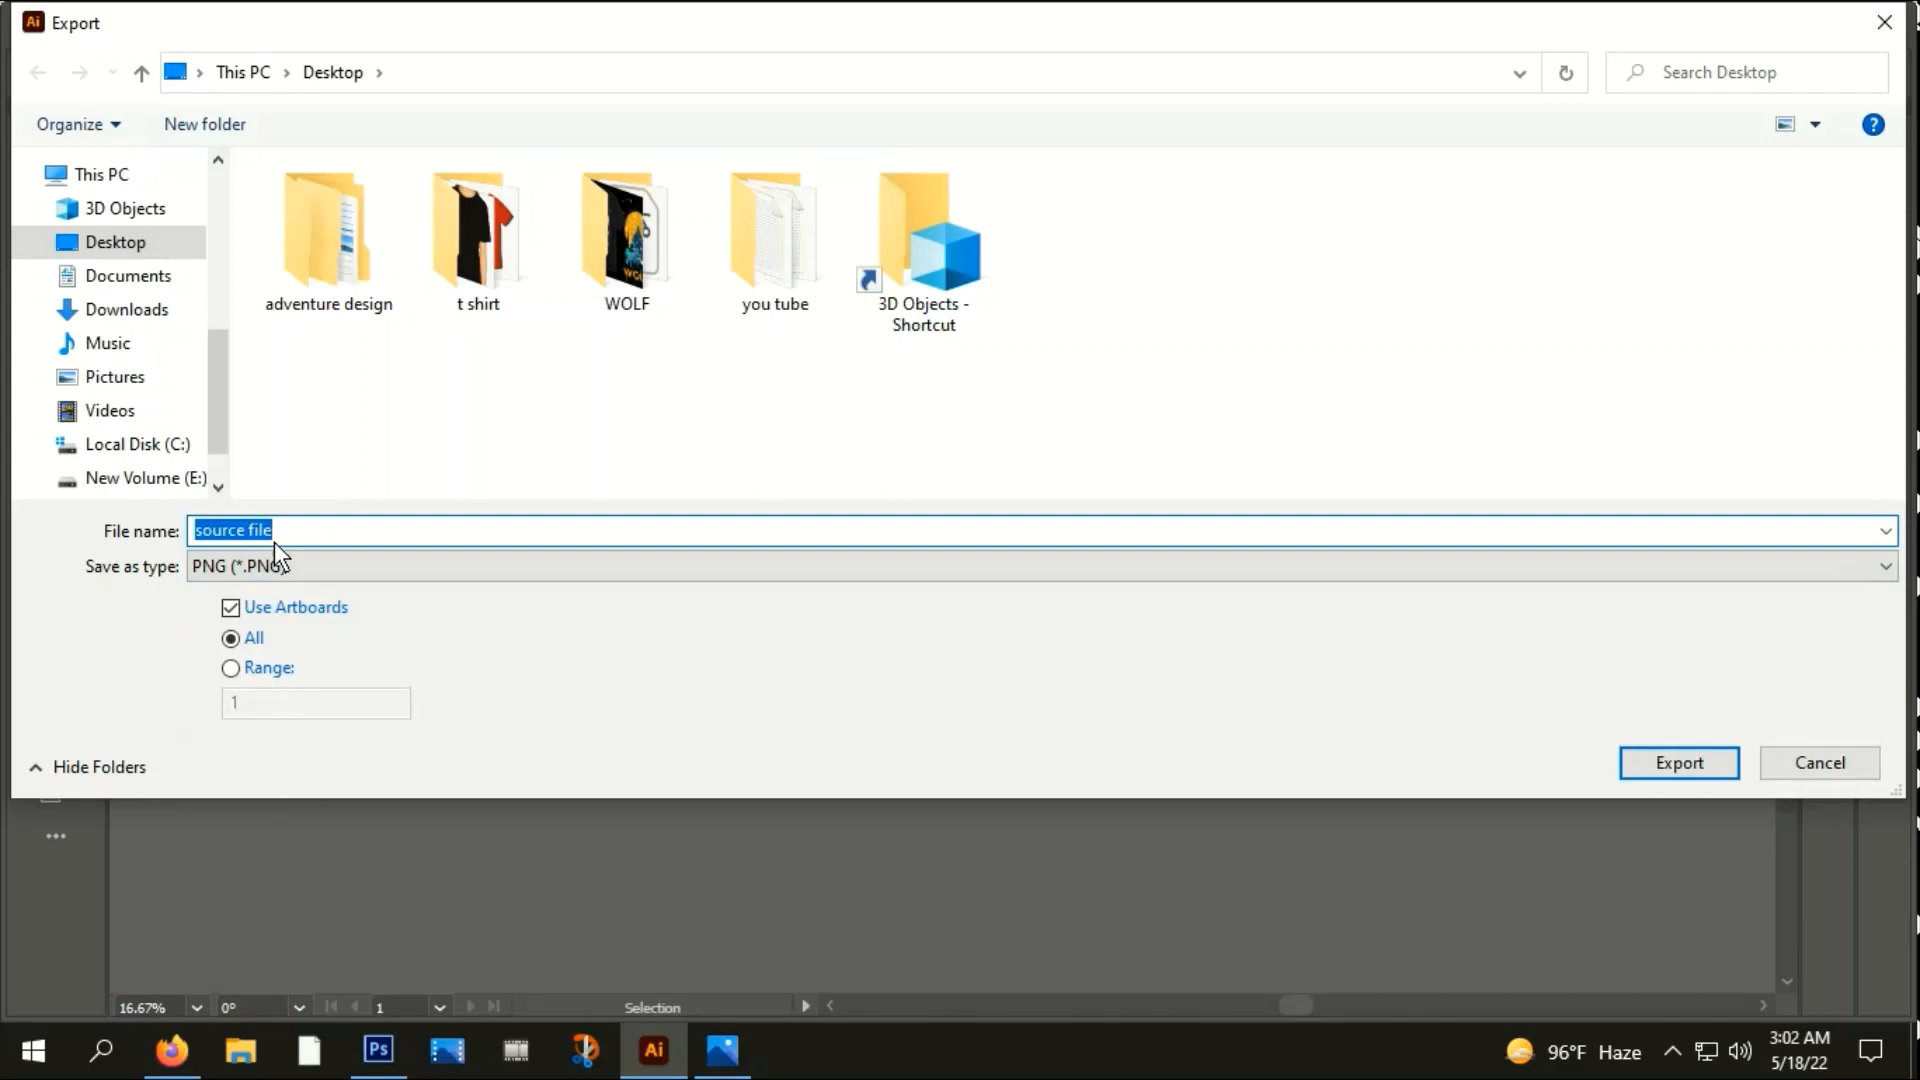 Ai Export
This PC Desktop
Search Desktop
Organize New folder
?
This PC
3D Objects
Desktop
Documents
Downloads
Music
Pictures
Videos
Local Disk (C:)
New Volume (E:)
adventure design
t shirt
WOLF
you tube
3D Objects -
Shortcut
File name: source file
Save as type: PNG (*.PNG)
Use Artboards
All
Range:
1
Hide Folders
Export Cancel
16.67% 0° 1 Selection
Ps
Ai
96°F Haze
3:02 AM
5/18/22